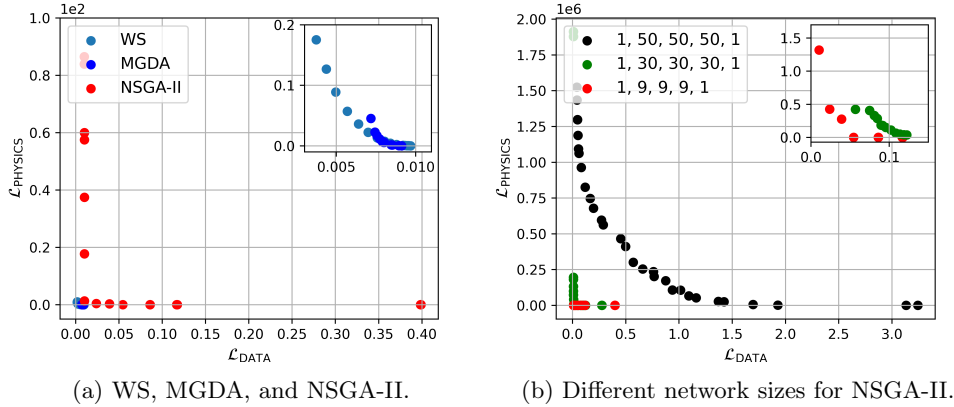 1e2
1.0
0.8
0.6
0.4
0.2
0.0
ℒPHYSICS
WS
MGDA
NSGA-II
0.2
0.1
0.0
0.005
0.010
0.00 0.05 0.10 0.15 0.20 0.25 0.30 0.35 0.40
ℒDATA
(a) WS, MGDA, and NSGA-II.
1e6
2.00
1.75
1.50
1.25
1.00
0.75
0.50
0.25
0.00
ℒPHYSICS
1, 50, 50, 50, 1
1, 30, 30, 30, 1
1, 9, 9, 9, 1
1.5
1.0
0.5
0.0
0.0
0.1
0.0 0.5 1.0 1.5 2.0 2.5 3.0
ℒDATA
(b) Different network sizes for NSGA-II.